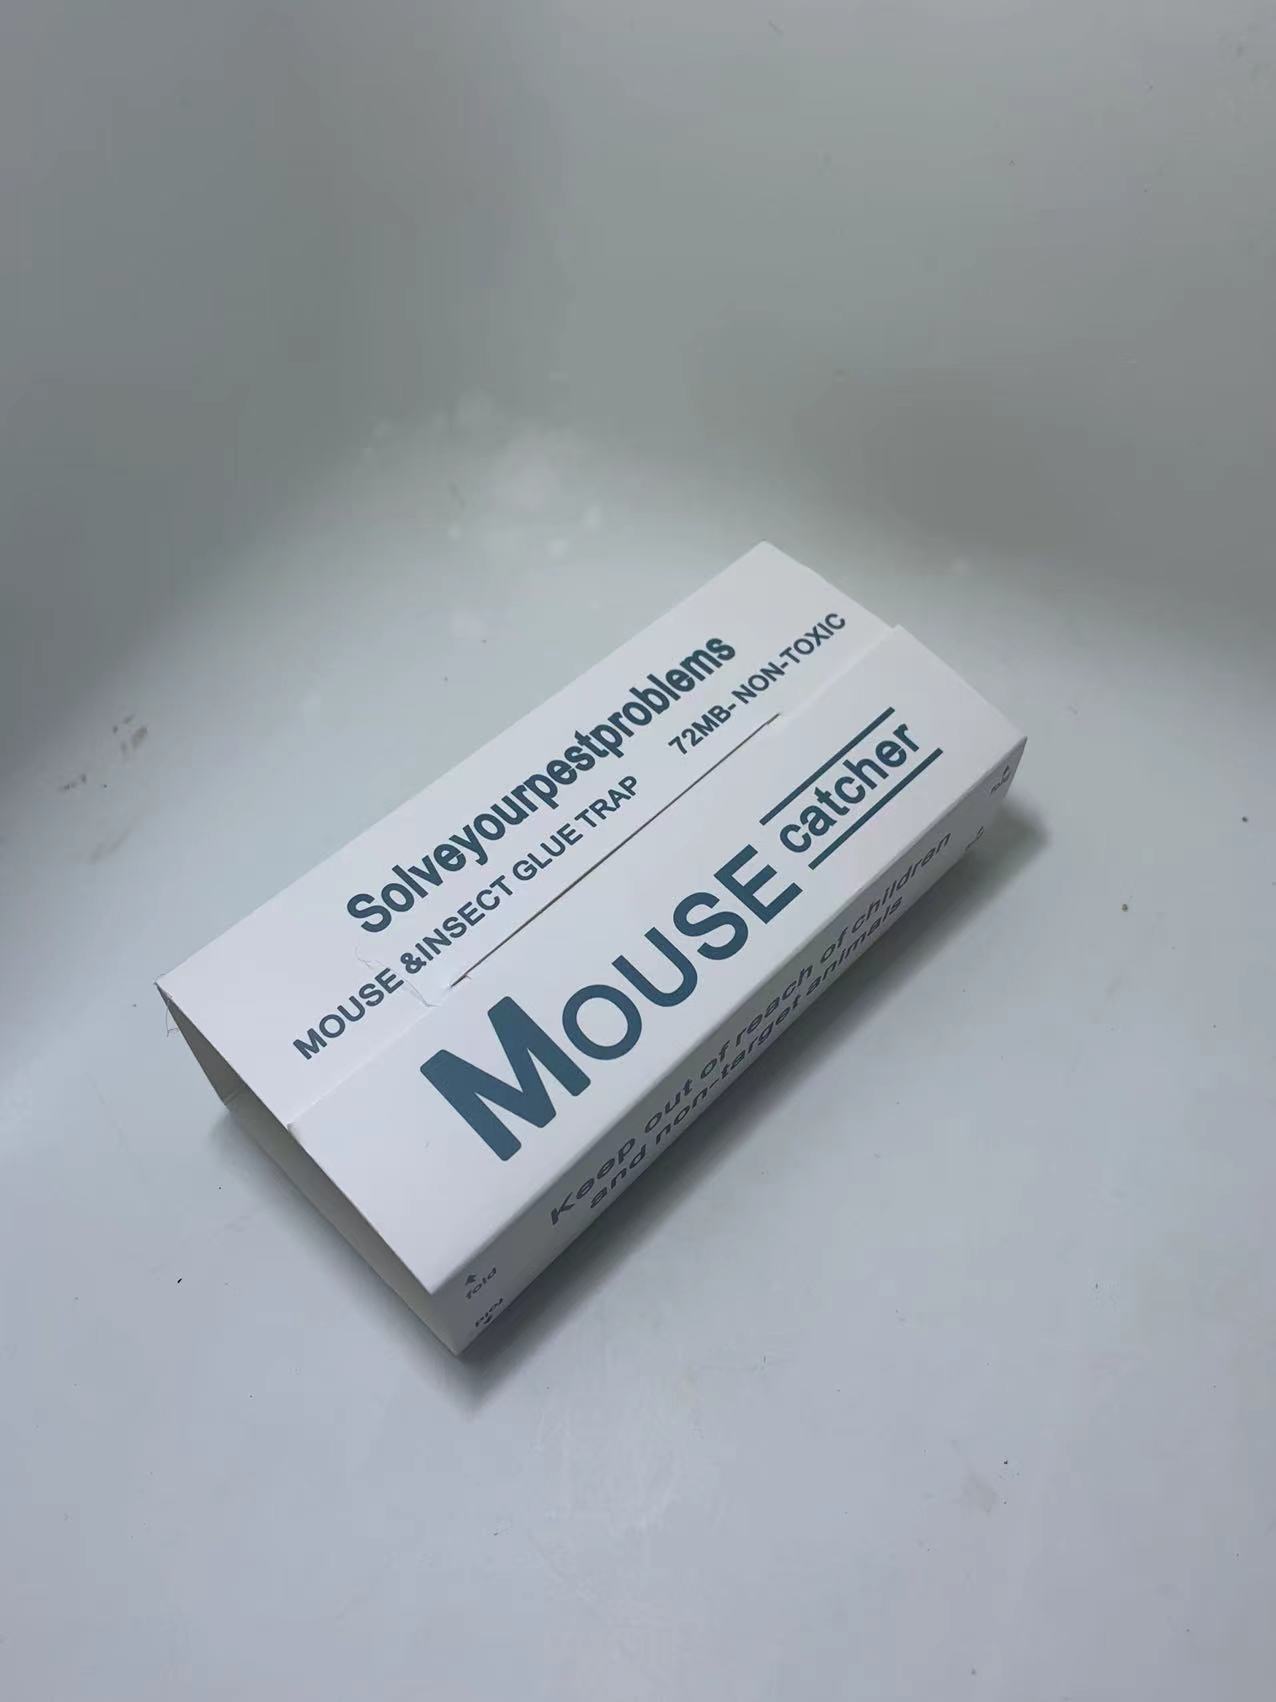 Solveyourpestproblems
MOUSE &INSECT GLUE TRAP 72MB- NON-TOXIC
MOUSE catcher
Keep out of reach of children
and non-target animals
fold
fold
fold